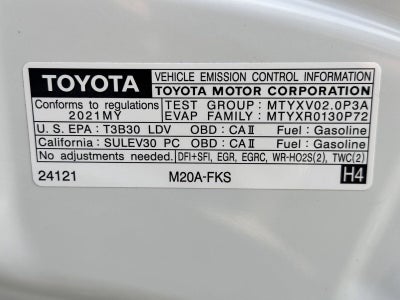 TOYOTA VEHICLE EMISSION CONTROL INFORMATION
TOYOTA MOTOR CORPORATION
Conforms to regulations TEST GROUP : MTYXV02.0P3A
2021MY EVAP FAMILY : MTYXR0130P72
U.S. EPA : T3B30 LDV OBD : CAⅡ Fuel : Gasoline
California : SULEV30 PC OBD : CAⅡ Fuel : Gasoline
No adjustments needed. DFI+SFI, EGR, EGRC, WR-HO2S(2), TWC(2)
24121 M20A-FKS H4